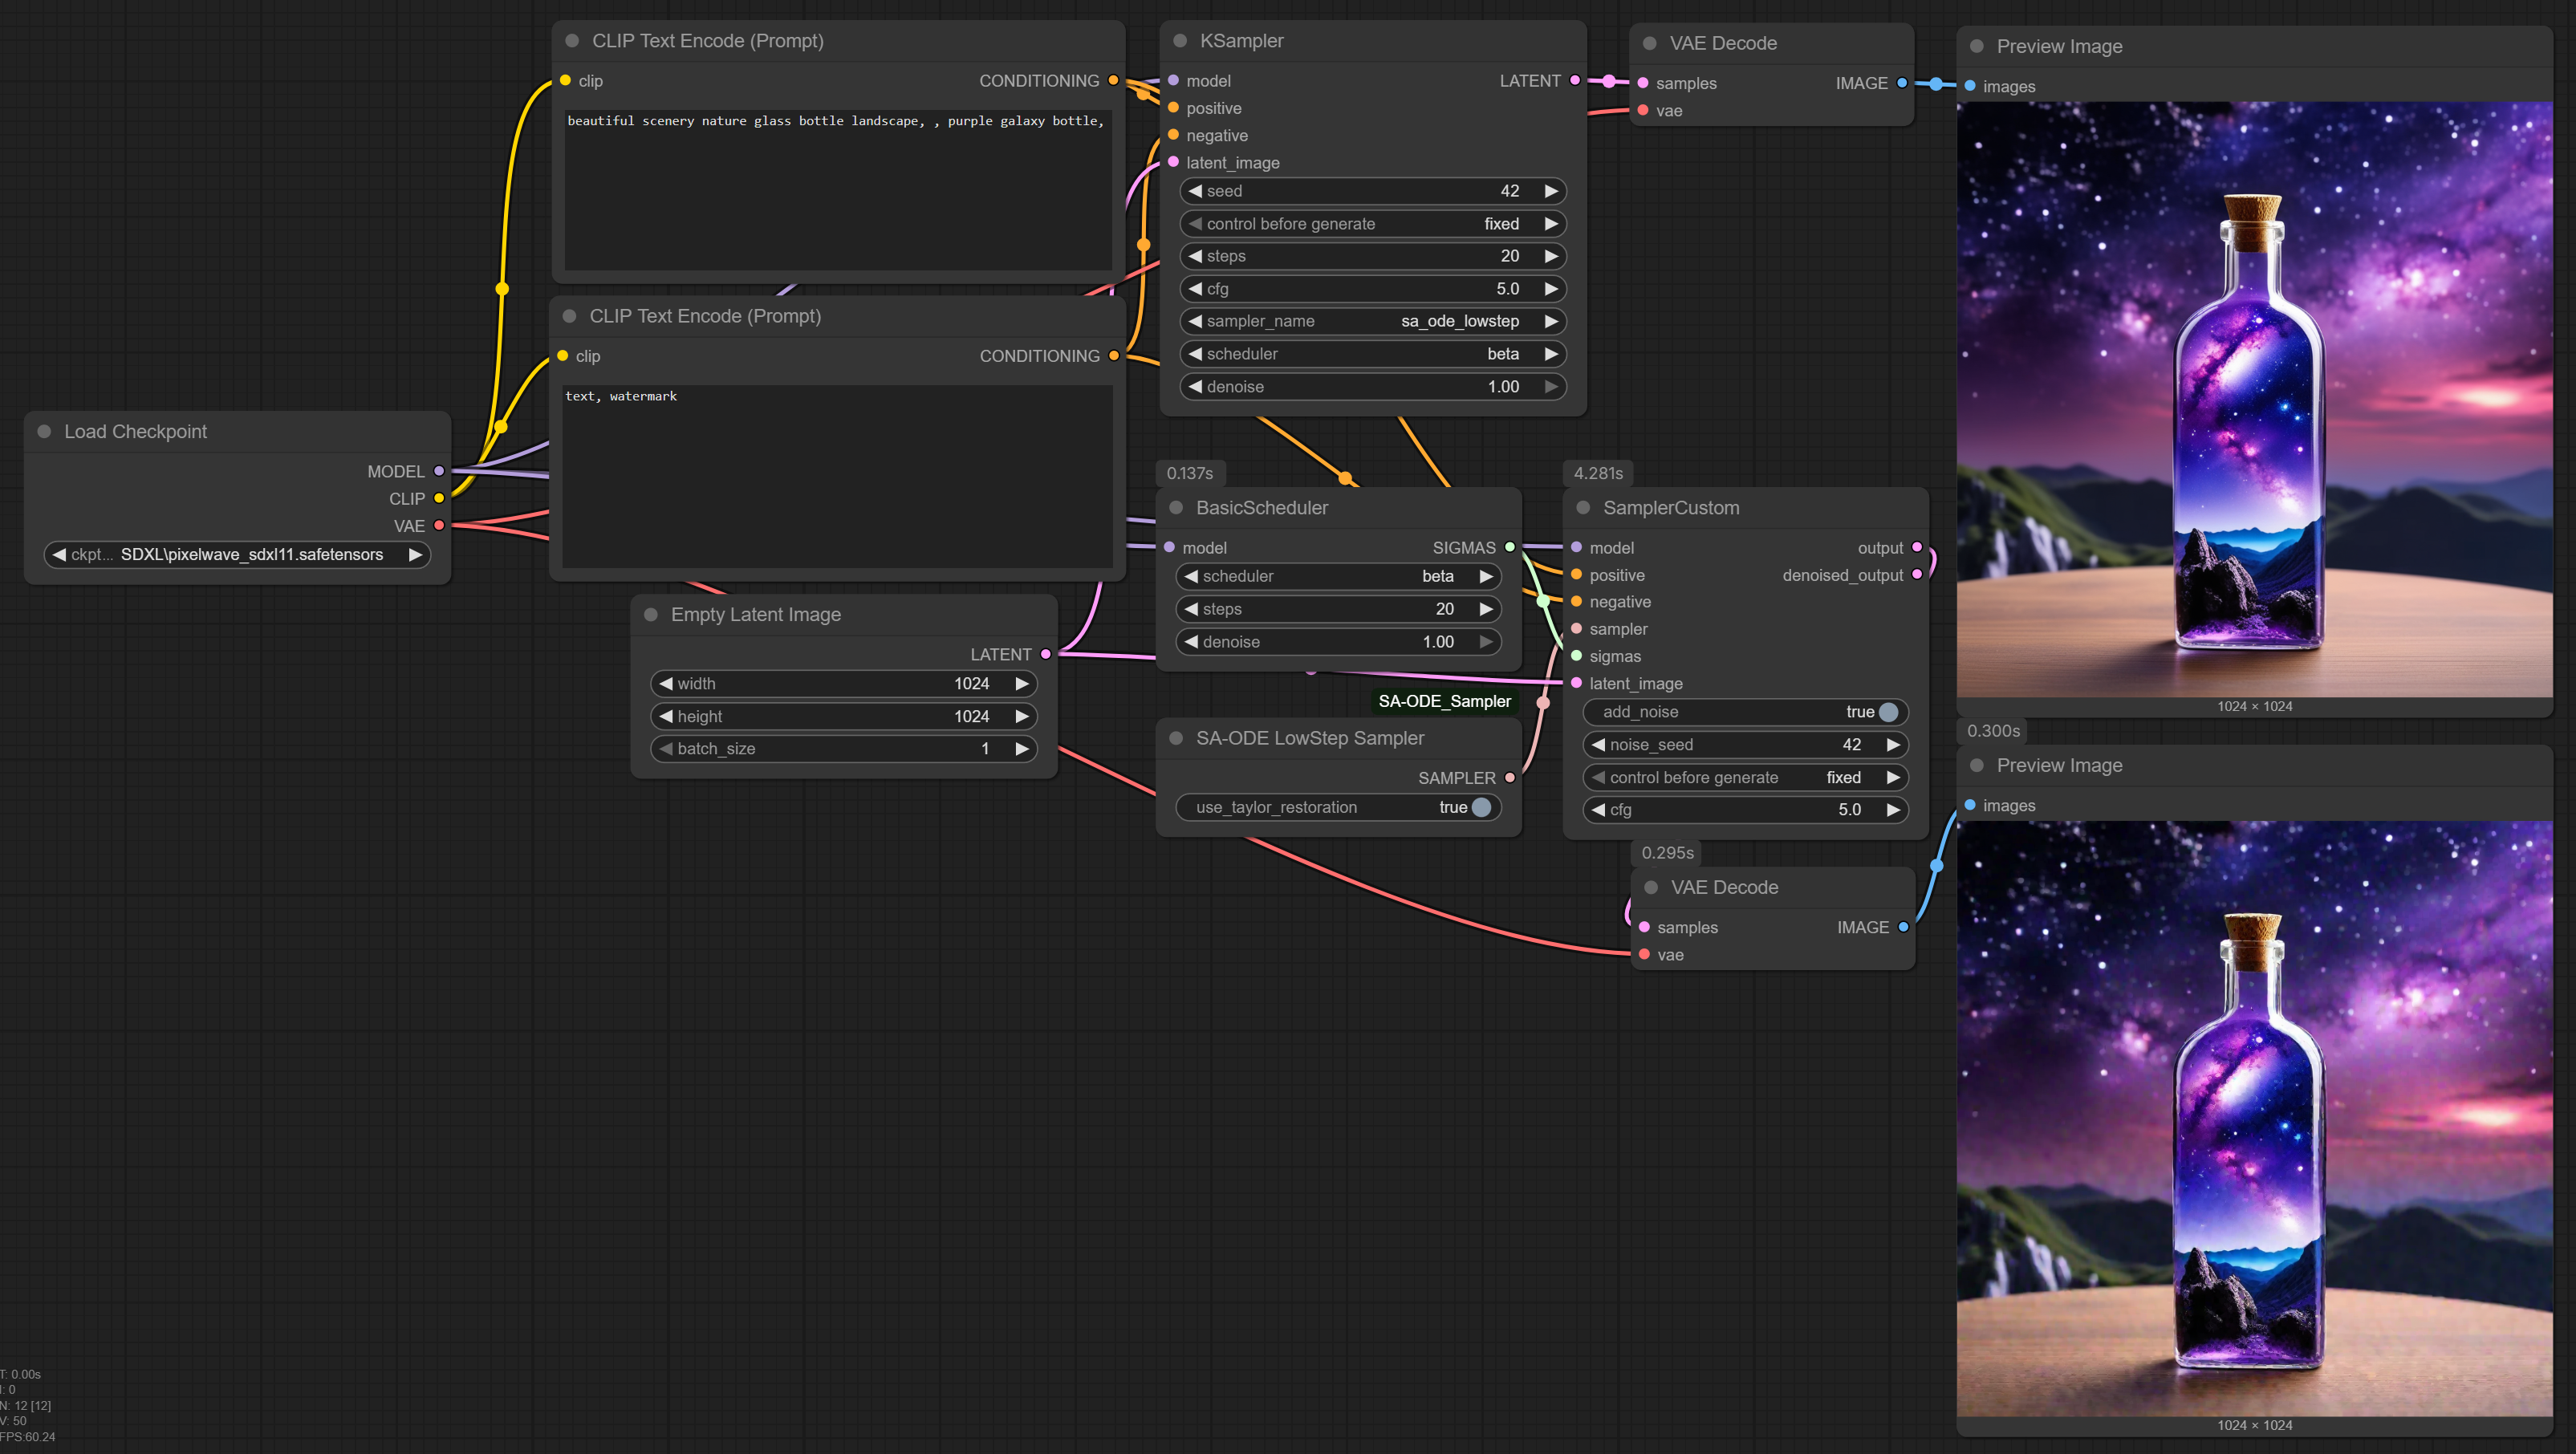 CLIP Text Encode (Prompt)
clip
CONDITIONING
beautiful scenery nature glass bottle landscape, , purple galaxy bottle,
CLIP Text Encode (Prompt)
clip
CONDITIONING
text, watermark
Load Checkpoint
MODEL
CLIP
VAE
ckpt... SDXL\pixelwave_sdxl11.safetensors
Empty Latent Image
LATENT
width 1024
height 1024
batch_size 1
KSampler
model LATENT
positive
negative
latent_image
seed 42
control before generate fixed
steps 20
cfg 5.0
sampler_name sa_ode_lowstep
scheduler beta
denoise 1.00
0.137s
BasicScheduler
model SIGMAS
scheduler beta
steps 20
denoise 1.00
SA-ODE_Sampler
SA-ODE LowStep Sampler
SAMPLER
use_taylor_restoration true
4.281s
SamplerCustom
model output
positive denoised_output
negative
sampler
sigmas
latent_image
add_noise true
noise_seed 42
control before generate fixed
cfg 5.0
VAE Decode
samples IMAGE
vae
0.295s
VAE Decode
samples IMAGE
vae
Preview Image
images
1024 × 1024
0.300s
Preview Image
images
1024 × 1024
T: 0.00s
I: 0
N: 12 [12]
V: 50
FPS:60.24